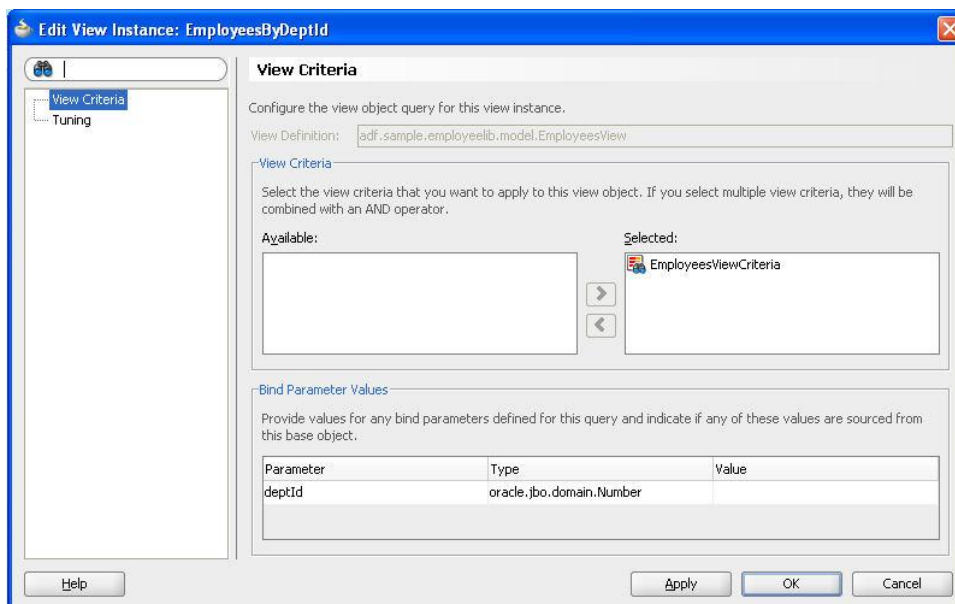 Edit View Instance: EmployeesByDeptId
View Criteria
Tuning
View Criteria
Configure the view object query for this view instance.
View Definition: adf.sample.employeelib.model.EmployeesView
View Criteria
Select the view criteria that you want to apply to this view object. If you select multiple view criteria, they will be
combined with an AND operator.
Available: Selected:
EmployeesViewCriteria
Bind Parameter Values
Provide values for any bind parameters defined for this query and indicate if any of these values are sourced from
this base object.
Parameter Type Value
deptId oracle.jbo.domain.Number
Help Apply OK Cancel